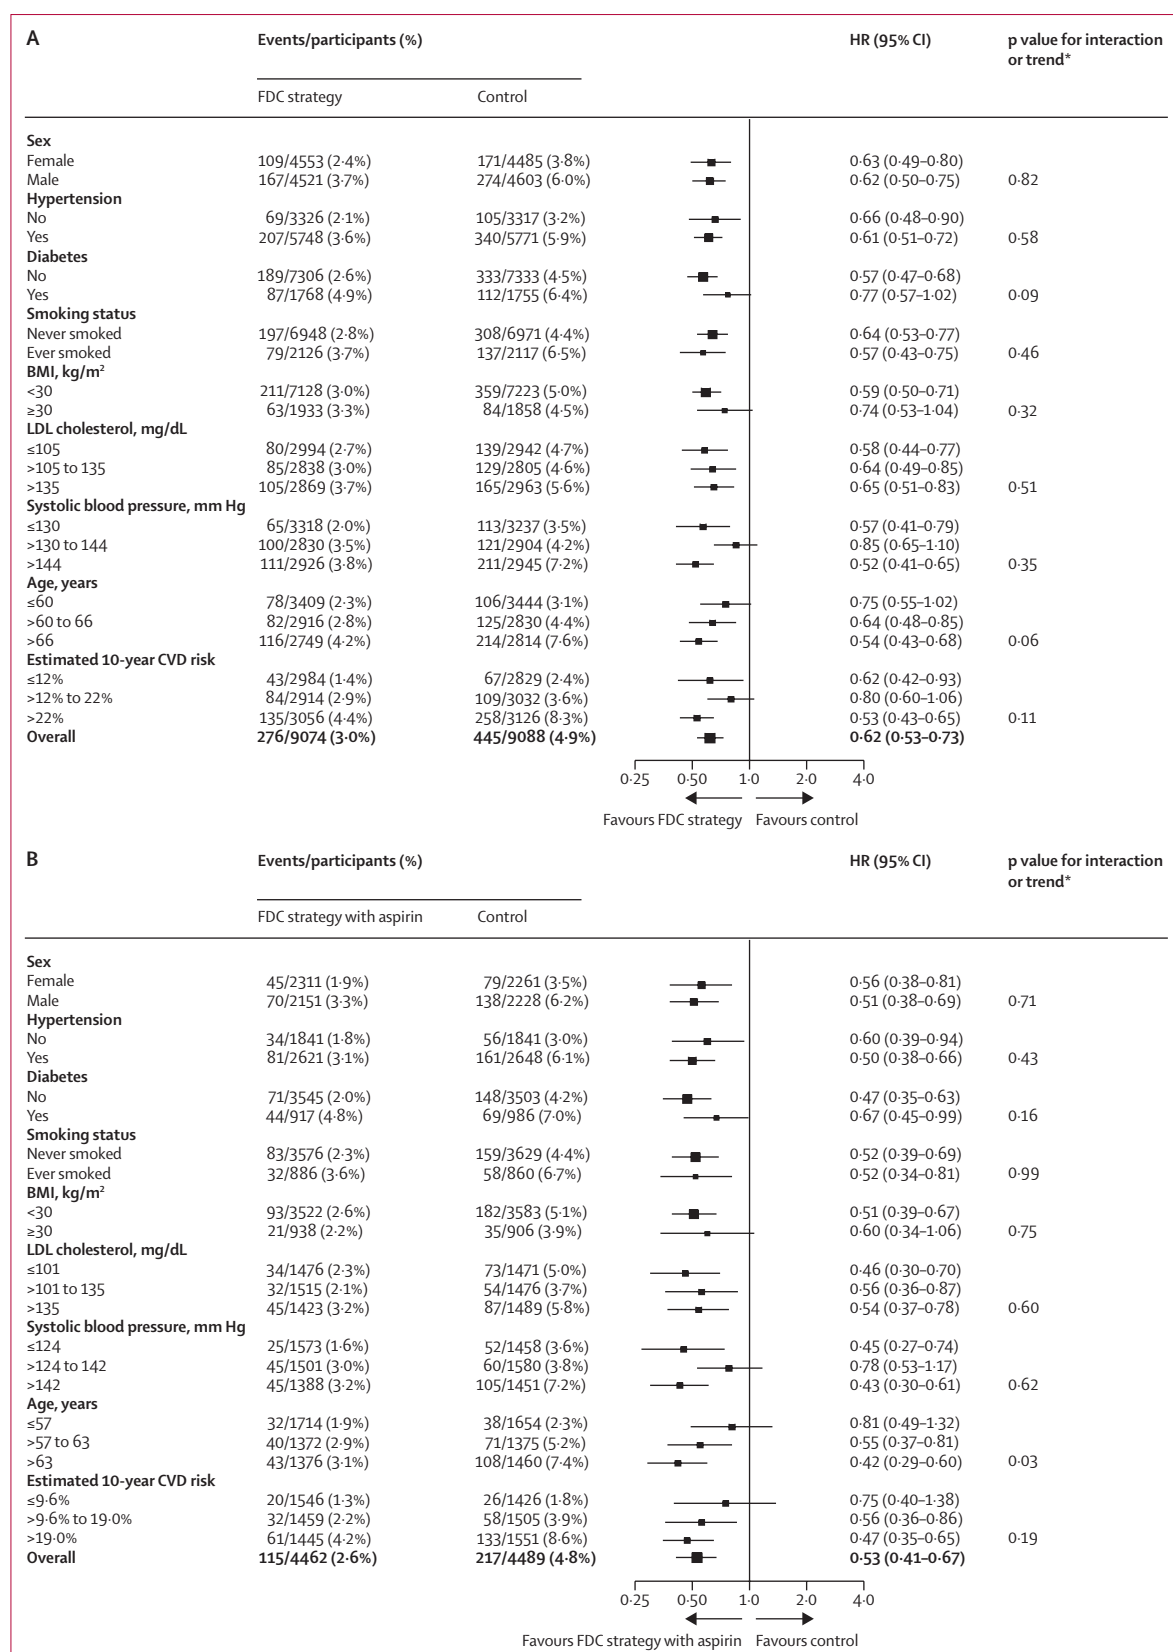 A Events/participants (%) HR (95% CI) p value for interaction
or trend*
FDC strategy Control
Sex
Female 109/4553 (2·4%) 171/4485 (3·8%) 0·63 (0·49–0·80)
Male 167/4521 (3·7%) 274/4603 (6·0%) 0·62 (0·50–0·75) 0·82
Hypertension
No 69/3326 (2·1%) 105/3317 (3·2%) 0·66 (0·48–0·90)
Yes 207/5748 (3·6%) 340/5771 (5·9%) 0·61 (0·51–0·72) 0·58
Diabetes
No 189/7306 (2·6%) 333/7333 (4·5%) 0·57 (0·47–0·68)
Yes 87/1768 (4·9%) 112/1755 (6·4%) 0·77 (0·57–1·02) 0·09
Smoking status
Never smoked 197/6948 (2·8%) 308/6971 (4·4%) 0·64 (0·53–0·77)
Ever smoked 79/2126 (3·7%) 137/2117 (6·5%) 0·57 (0·43–0·75) 0·46
BMI, kg/m²
<30 211/7128 (3·0%) 359/7223 (5·0%) 0·59 (0·50–0·71)
≥30 63/1933 (3·3%) 84/1858 (4·5%) 0·74 (0·53–1·04) 0·32
LDL cholesterol, mg/dL
≤105 80/2994 (2·7%) 139/2942 (4·7%) 0·58 (0·44–0·77)
>105 to 135 85/2838 (3·0%) 129/2805 (4·6%) 0·64 (0·49–0·85)
>135 105/2869 (3·7%) 165/2963 (5·6%) 0·65 (0·51–0·83) 0·51
Systolic blood pressure, mm Hg
≤130 65/3318 (2·0%) 113/3237 (3·5%) 0·57 (0·41–0·79)
>130 to 144 100/2830 (3·5%) 121/2904 (4·2%) 0·85 (0·65–1·10)
>144 111/2926 (3·8%) 211/2945 (7·2%) 0·52 (0·41–0·65) 0·35
Age, years
≤60 78/3409 (2·3%) 106/3444 (3·1%) 0·75 (0·55–1·02)
>60 to 66 82/2916 (2·8%) 125/2830 (4·4%) 0·64 (0·48–0·85)
>66 116/2749 (4·2%) 214/2814 (7·6%) 0·54 (0·43–0·68) 0·06
Estimated 10-year CVD risk
≤12% 43/2984 (1·4%) 67/2829 (2·4%) 0·62 (0·42–0·93)
>12% to 22% 84/2914 (2·9%) 109/3032 (3·6%) 0·80 (0·60–1·06)
>22% 135/3056 (4·4%) 258/3126 (8·3%) 0·53 (0·43–0·65) 0·11
Overall 276/9074 (3·0%) 445/9088 (4·9%) 0·62 (0·53–0·73)
0·25 0·50 1·0 2·0 4·0
Favours FDC strategy Favours control
B Events/participants (%) HR (95% CI) p value for interaction
or trend*
FDC strategy with aspirin Control
Sex
Female 45/2311 (1·9%) 79/2261 (3·5%) 0·56 (0·38–0·81)
Male 70/2151 (3·3%) 138/2228 (6·2%) 0·51 (0·38–0·69) 0·71
Hypertension
No 34/1841 (1·8%) 56/1841 (3·0%) 0·60 (0·39–0·94)
Yes 81/2621 (3·1%) 161/2648 (6·1%) 0·50 (0·38–0·66) 0·43
Diabetes
No 71/3545 (2·0%) 148/3503 (4·2%) 0·47 (0·35–0·63)
Yes 44/917 (4·8%) 69/986 (7·0%) 0·67 (0·45–0·99) 0·16
Smoking status
Never smoked 83/3576 (2·3%) 159/3629 (4·4%) 0·52 (0·39–0·69)
Ever smoked 32/886 (3·6%) 58/860 (6·7%) 0·52 (0·34–0·81) 0·99
BMI, kg/m²
<30 93/3522 (2·6%) 182/3583 (5·1%) 0·51 (0·39–0·67)
≥30 21/938 (2·2%) 35/906 (3·9%) 0·60 (0·34–1·06) 0·75
LDL cholesterol, mg/dL
≤101 34/1476 (2·3%) 73/1471 (5·0%) 0·46 (0·30–0·70)
>101 to 135 32/1515 (2·1%) 54/1476 (3·7%) 0·56 (0·36–0·87)
>135 45/1423 (3·2%) 87/1489 (5·8%) 0·54 (0·37–0·78) 0·60
Systolic blood pressure, mm Hg
≤124 25/1573 (1·6%) 52/1458 (3·6%) 0·45 (0·27–0·74)
>124 to 142 45/1501 (3·0%) 60/1580 (3·8%) 0·78 (0·53–1·17)
>142 45/1388 (3·2%) 105/1451 (7·2%) 0·43 (0·30–0·61) 0·62
Age, years
≤57 32/1714 (1·9%) 38/1654 (2·3%) 0·81 (0·49–1·32)
>57 to 63 40/1372 (2·9%) 71/1375 (5·2%) 0·55 (0·37–0·81)
>63 43/1376 (3·1%) 108/1460 (7·4%) 0·42 (0·29–0·60) 0·03
Estimated 10-year CVD risk
≤9·6% 20/1546 (1·3%) 26/1426 (1·8%) 0·75 (0·40–1·38)
>9·6% to 19·0% 32/1459 (2·2%) 58/1505 (3·9%) 0·56 (0·36–0·86)
>19·0% 61/1445 (4·2%) 133/1551 (8·6%) 0·47 (0·35–0·65) 0·19
Overall 115/4462 (2·6%) 217/4489 (4·8%) 0·53 (0·41–0·67)
0·25 0·50 1·0 2·0 4·0
Favours FDC strategy with aspirin Favours control